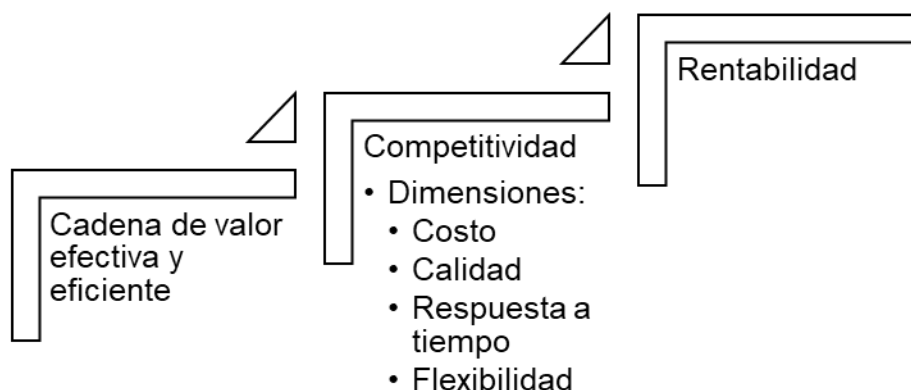 Cadena de valor
efectiva y
eficiente
Competitividad
• Dimensiones:
• Costo
• Calidad
• Respuesta a
tiempo
• Flexibilidad
Rentabilidad